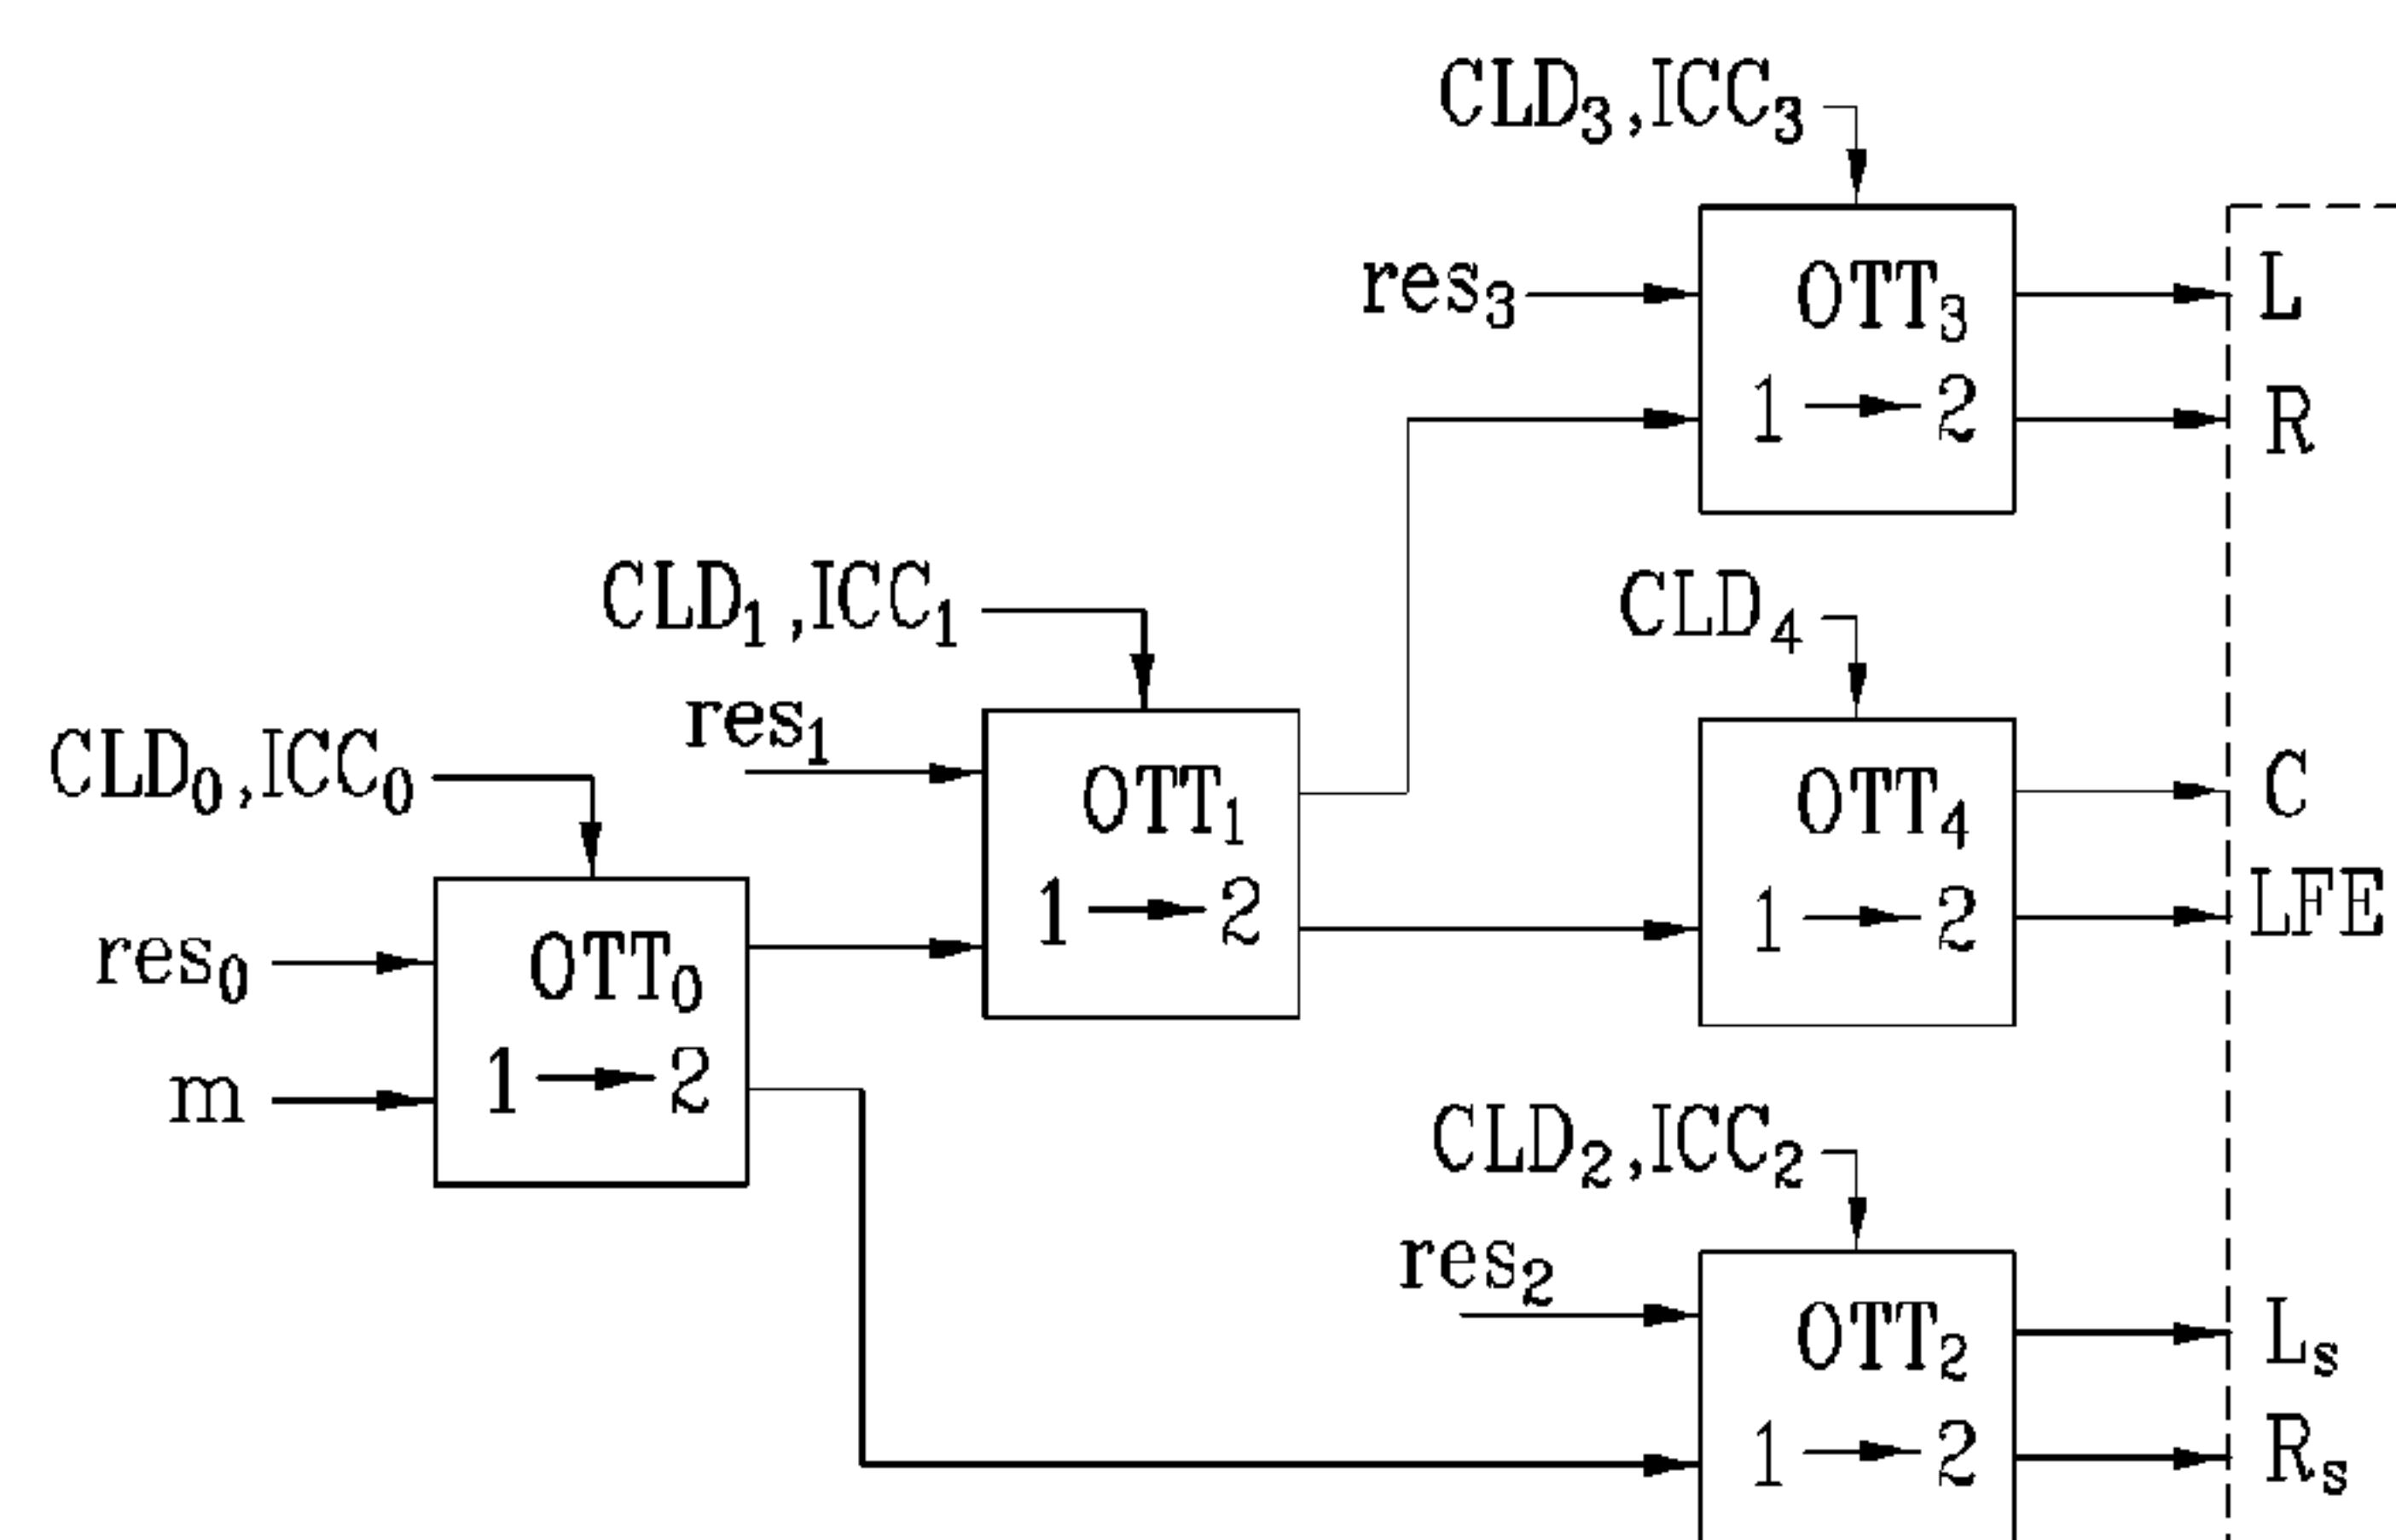 CLD₃,ICC₃
res₃
OTT₃
1 → 2
L
R
CLD₁,ICC₁
res₁
OTT₁
1 → 2
CLD₄
OTT₄
1 → 2
C
LFE
CLD₀,ICC₀
res₀
m
OTT₀
1 → 2
CLD₂,ICC₂
res₂
OTT₂
1 → 2
Lₛ
Rₛ